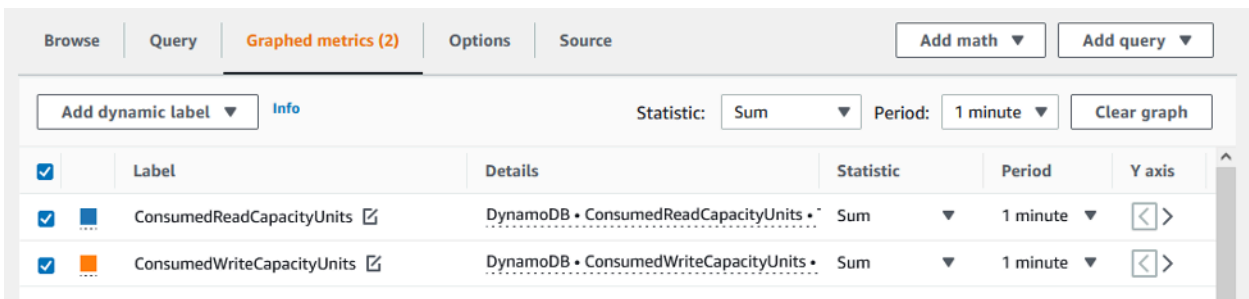 Browse Query Graphed metrics (2) Options Source Add math Add query
Add dynamic label Info Statistic: Sum Period: 1 minute Clear graph
Label Details Statistic Period Y axis
ConsumedReadCapacityUnits DynamoDB • ConsumedReadCapacityUnits • Sum 1 minute
ConsumedWriteCapacityUnits DynamoDB • ConsumedWriteCapacityUnits • Sum 1 minute